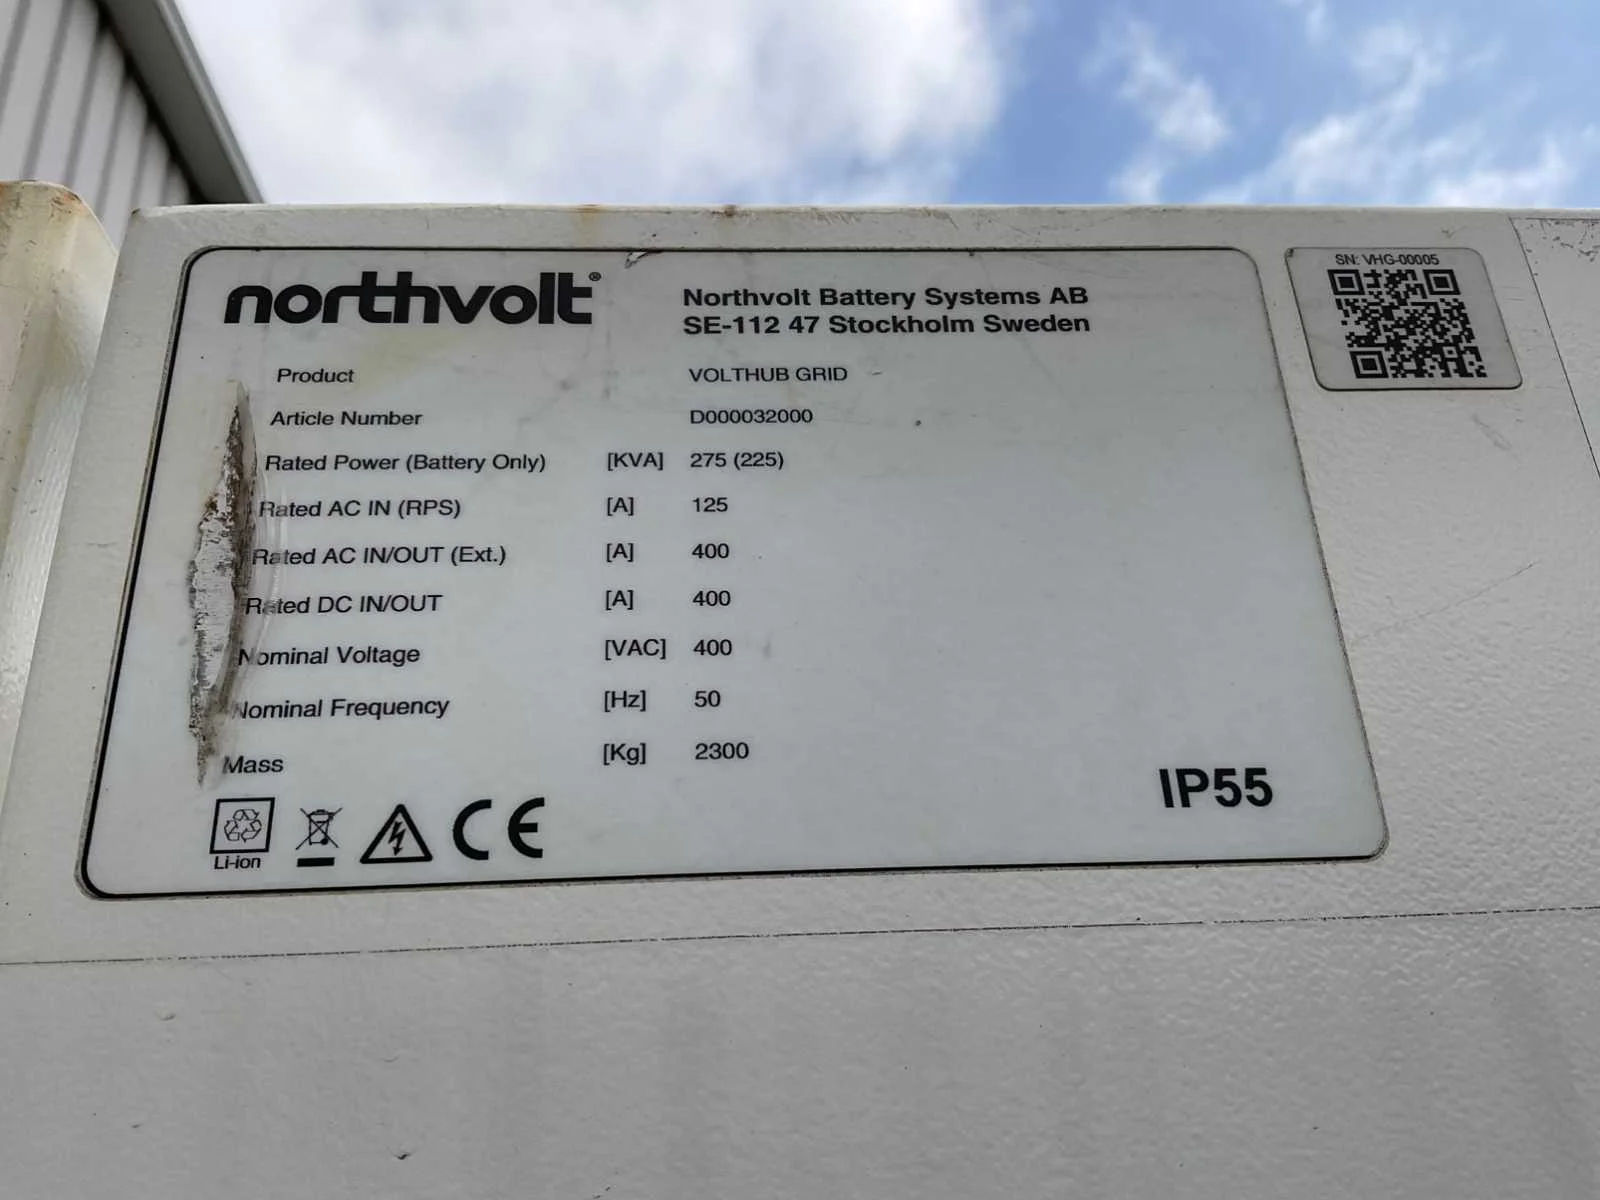 northvolt®
Northvolt Battery Systems AB
SE-112 47 Stockholm Sweden
SN: VHG-00005
Product VOLTHUB GRID
Article Number D000032000
Rated Power (Battery Only) [KVA] 275 (225)
Rated AC IN (RPS) [A] 125
Rated AC IN/OUT (Ext.) [A] 400
Rated DC IN/OUT [A] 400
Nominal Voltage [VAC] 400
Nominal Frequency [Hz] 50
Mass [Kg] 2300
Li-ion
CE
IP55